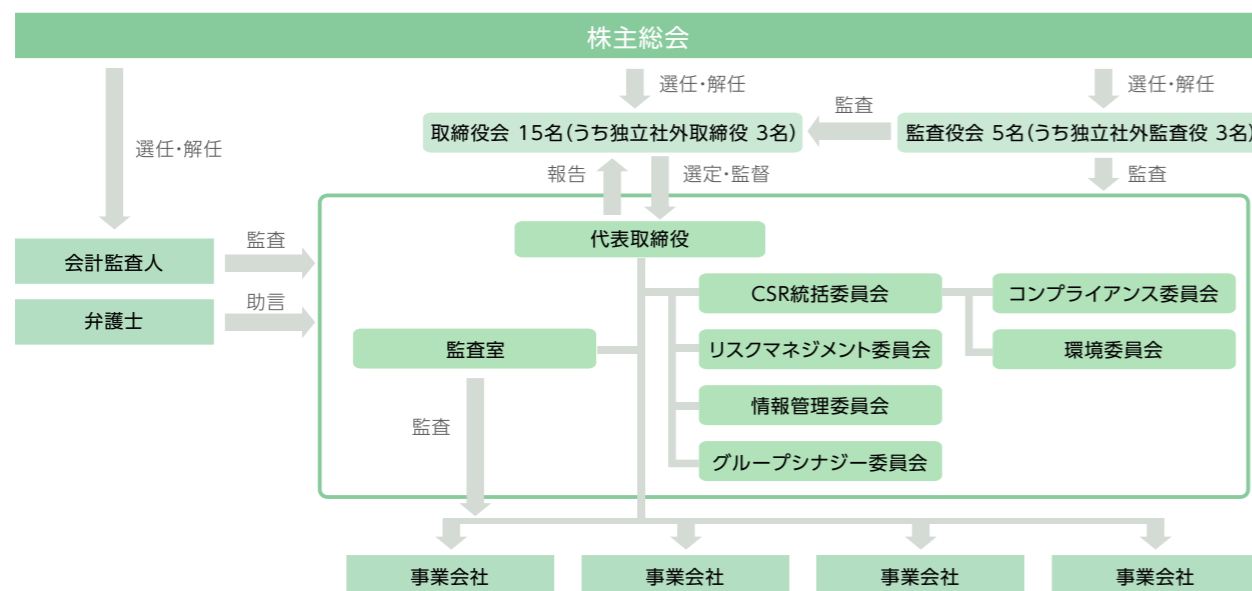 株主総会
選任・解任
選任・解任
監査
取締役会 15名(うち独立社外取締役 3名)
監査役会 5名(うち独立社外監査役 3名)
選任・解任
報告
選定・監督
監査
代表取締役
会計監査人
監査
弁護士
助言
CSR統括委員会
コンプライアンス委員会
監査室
リスクマネジメント委員会
環境委員会
情報管理委員会
監査
グループシナジー委員会
事業会社
事業会社
事業会社
事業会社